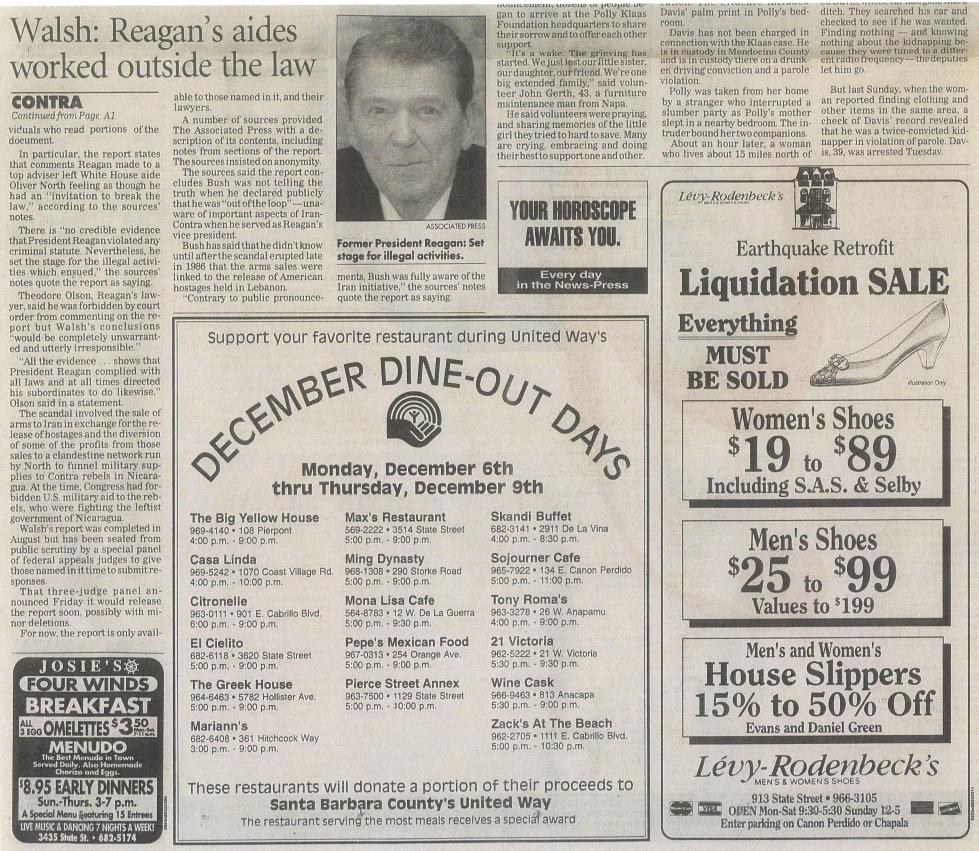 Walsh: Reagan's aides
worked outside the law
CONTRA
Continued from Page A1
viduals who read portions of the
document.
In particular, the report states
that comments Reagan made to a
top adviser left White House aide
Oliver North feeling as though he
had an "invitation to break the
law," according to the sources'
notes.
There is "no credible evidence
that President Reagan violated any
criminal statute. Nevertheless, he
set the stage for the illegal activi-
ties which ensued," the sources'
notes quote the report as saying.
Theodore Olson, Reagan's law-
yer, said he was forbidden by court
order from commenting on the re-
port but Walsh's conclusions
"would be completely unwarrant-
ed and utterly irresponsible."
"All the evidence . . . shows that
President Reagan complied with
all laws and at all times directed
his subordinates to do likewise,"
Olson said in a statement.
The scandal involved the sale of
arms to Iran in exchange for the re-
lease of hostages and the diversion
of some of the profits from those
sales to a clandestine network run
by North to funnel military sup-
plies to Contra rebels in Nicara-
gua. At the time, Congress had for-
bidden U.S. military aid to the reb-
els, who were fighting the leftist
government of Nicaragua.
Walsh's report was completed in
August but has been sealed from
public scrutiny by a special panel
of federal appeals judges to give
those named in it time to submit re-
sponses.
That three-judge panel an-
nounced Friday it would release
the report soon, possibly with mi-
nor deletions.
For now, the report is only avail-
able to those named in it, and their
lawyers.
A number of sources provided
The Associated Press with a de-
scription of its contents, including
notes from sections of the report.
The sources insisted on anonymity.
The sources said the report con-
cludes Bush was not telling the
truth when he declared publicly
that he was "out of the loop" — una-
ware of important aspects of Iran-
Contra when he served as Reagan's
vice president.
Bush has said that he didn't know
until after the scandal erupted late
in 1986 that the arms sales were
linked to the release of American
hostages held in Lebanon.
"Contrary to public pronounce-
ASSOCIATED PRESS
Former President Reagan: Set
stage for illegal activities.
ments, Bush was fully aware of the
Iran initiative," the sources' notes
quote the report as saying.
nouncement, dozens of people be-
gan to arrive at the Polly Klaas
Foundation headquarters to share
their sorrow and to offer each other
support.
"It's a wake. The grieving has
started. We just lost our little sister,
our daughter, our friend. We're one
big extended family," said volun-
teer John Gerth, 43, a furniture
maintenance man from Napa.
He said volunteers were praying,
and sharing memories of the little
girl they tried to hard to save. Many
are crying, embracing and doing
their best to support one and other.
Davis' palm print in Polly's bed-
room.
Davis has not been charged in
connection with the Klaas case. He
is in custody in Mendocino County
and is in custody there on a drunk-
en driving conviction and a parole
violation.
Polly was taken from her home
by a stranger who interrupted a
slumber party as Polly's mother
slept in a nearby bedroom. The in-
truder bound her two companions.
About an hour later, a woman
who lives about 15 miles north of
ditch. They searched his car and
checked to see if he was wanted.
Finding nothing — and knowing
nothing about the kidnapping be-
cause they were tuned to a differ-
ent radio frequency — the deputies
let him go.
But last Sunday, when the wom-
an reported finding clothing and
other items in the same area, a
check of Davis' record revealed
that he was a twice-convicted kid-
napper in violation of parole. Dav-
is, 39, was arrested Tuesday.
YOUR HOROSCOPE
AWAITS YOU.
Every day
in the News-Press
Support your favorite restaurant during United Way's
DECEMBER DINE-OUT DAYS
Monday, December 6th
thru Thursday, December 9th
The Big Yellow House
969-4140 • 108 Pierpont
4:00 p.m. - 9:00 p.m.
Casa Linda
969-5242 • 1070 Coast Village Rd.
4:00 p.m. - 10:00 p.m.
Citronelle
963-0111 • 901 E. Cabrillo Blvd.
6:00 p.m. - 9:00 p.m.
El Cielito
682-6118 • 3620 State Street
5:00 p.m. - 9:00 p.m.
The Greek House
964-6463 • 5782 Hollister Ave.
5:00 p.m. - 9:00 p.m.
Mariann's
682-6408 • 361 Hitchcock Way
3:00 p.m. - 9:00 p.m.
Max's Restaurant
569-2222 • 3514 State Street
5:00 p.m. - 9:00 p.m.
Ming Dynasty
968-1308 • 290 Storke Road
5:00 p.m. - 9:00 p.m.
Mona Lisa Cafe
564-8783 • 12 W. De La Guerra
5:00 p.m. - 9:30 p.m.
Pepe's Mexican Food
967-0313 • 254 Orange Ave.
5:00 p.m. - 9:00 p.m.
Pierce Street Annex
963-7500 • 1129 State Street
5:00 p.m. - 10:00 p.m.
Skandi Buffet
682-3141 • 2911 De La Vina
4:00 p.m. - 8:30 p.m.
Sojourner Cafe
965-7922 • 134 E. Canon Perdido
5:00 p.m. - 11:00 p.m.
Tony Roma's
963-3278 • 26 W. Anapamu
4:00 p.m. - 9:00 p.m.
21 Victoria
962-5222 • 21 W. Victoria
5:30 p.m. - 9:30 p.m.
Wine Cask
966-9463 • 813 Anacapa
5:30 p.m. - 9:00 p.m.
Zack's At The Beach
962-2705 • 1111 E. Cabrillo Blvd.
5:00 p.m. - 10:30 p.m.
These restaurants will donate a portion of their proceeds to
Santa Barbara County's United Way
The restaurant serving the most meals receives a special award
JOSIE'S
FOUR WINDS
BREAKFAST
ALL 3 EGG OMELETTES $3.50
MENUDO
The Best Menudo in Town
Served Daily. Also Homemade
Chorizo and Eggs.
$8.95 EARLY DINNERS
Sun.-Thurs. 3-7 p.m.
A Special Menu featuring 15 Entrees
LIVE MUSIC & DANCING 7 NIGHTS A WEEK!
3435 State St. • 682-5174
Lévy-Rodenbeck's
MEN'S & WOMEN'S SHOES
Earthquake Retrofit
Liquidation SALE
Everything
MUST
BE SOLD
Illustration Only
Women's Shoes
$19 to $89
Including S.A.S. & Selby
Men's Shoes
$25 to $99
Values to $199
Men's and Women's
House Slippers
15% to 50% Off
Evans and Daniel Green
Lévy-Rodenbeck's
MEN'S & WOMEN'S SHOES
913 State Street • 966-3105
OPEN Mon-Sat 9:30-5:30 Sunday 12-5
Enter parking on Canon Perdido or Chapala
VISA